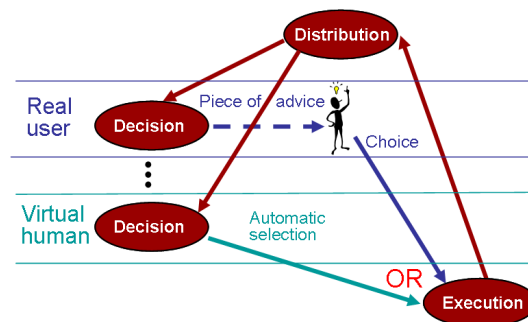 Distribution
Real
user
Piece of advice
Decision
Choice
Virtual
human
Decision
Automatic
selection
OR
Execution